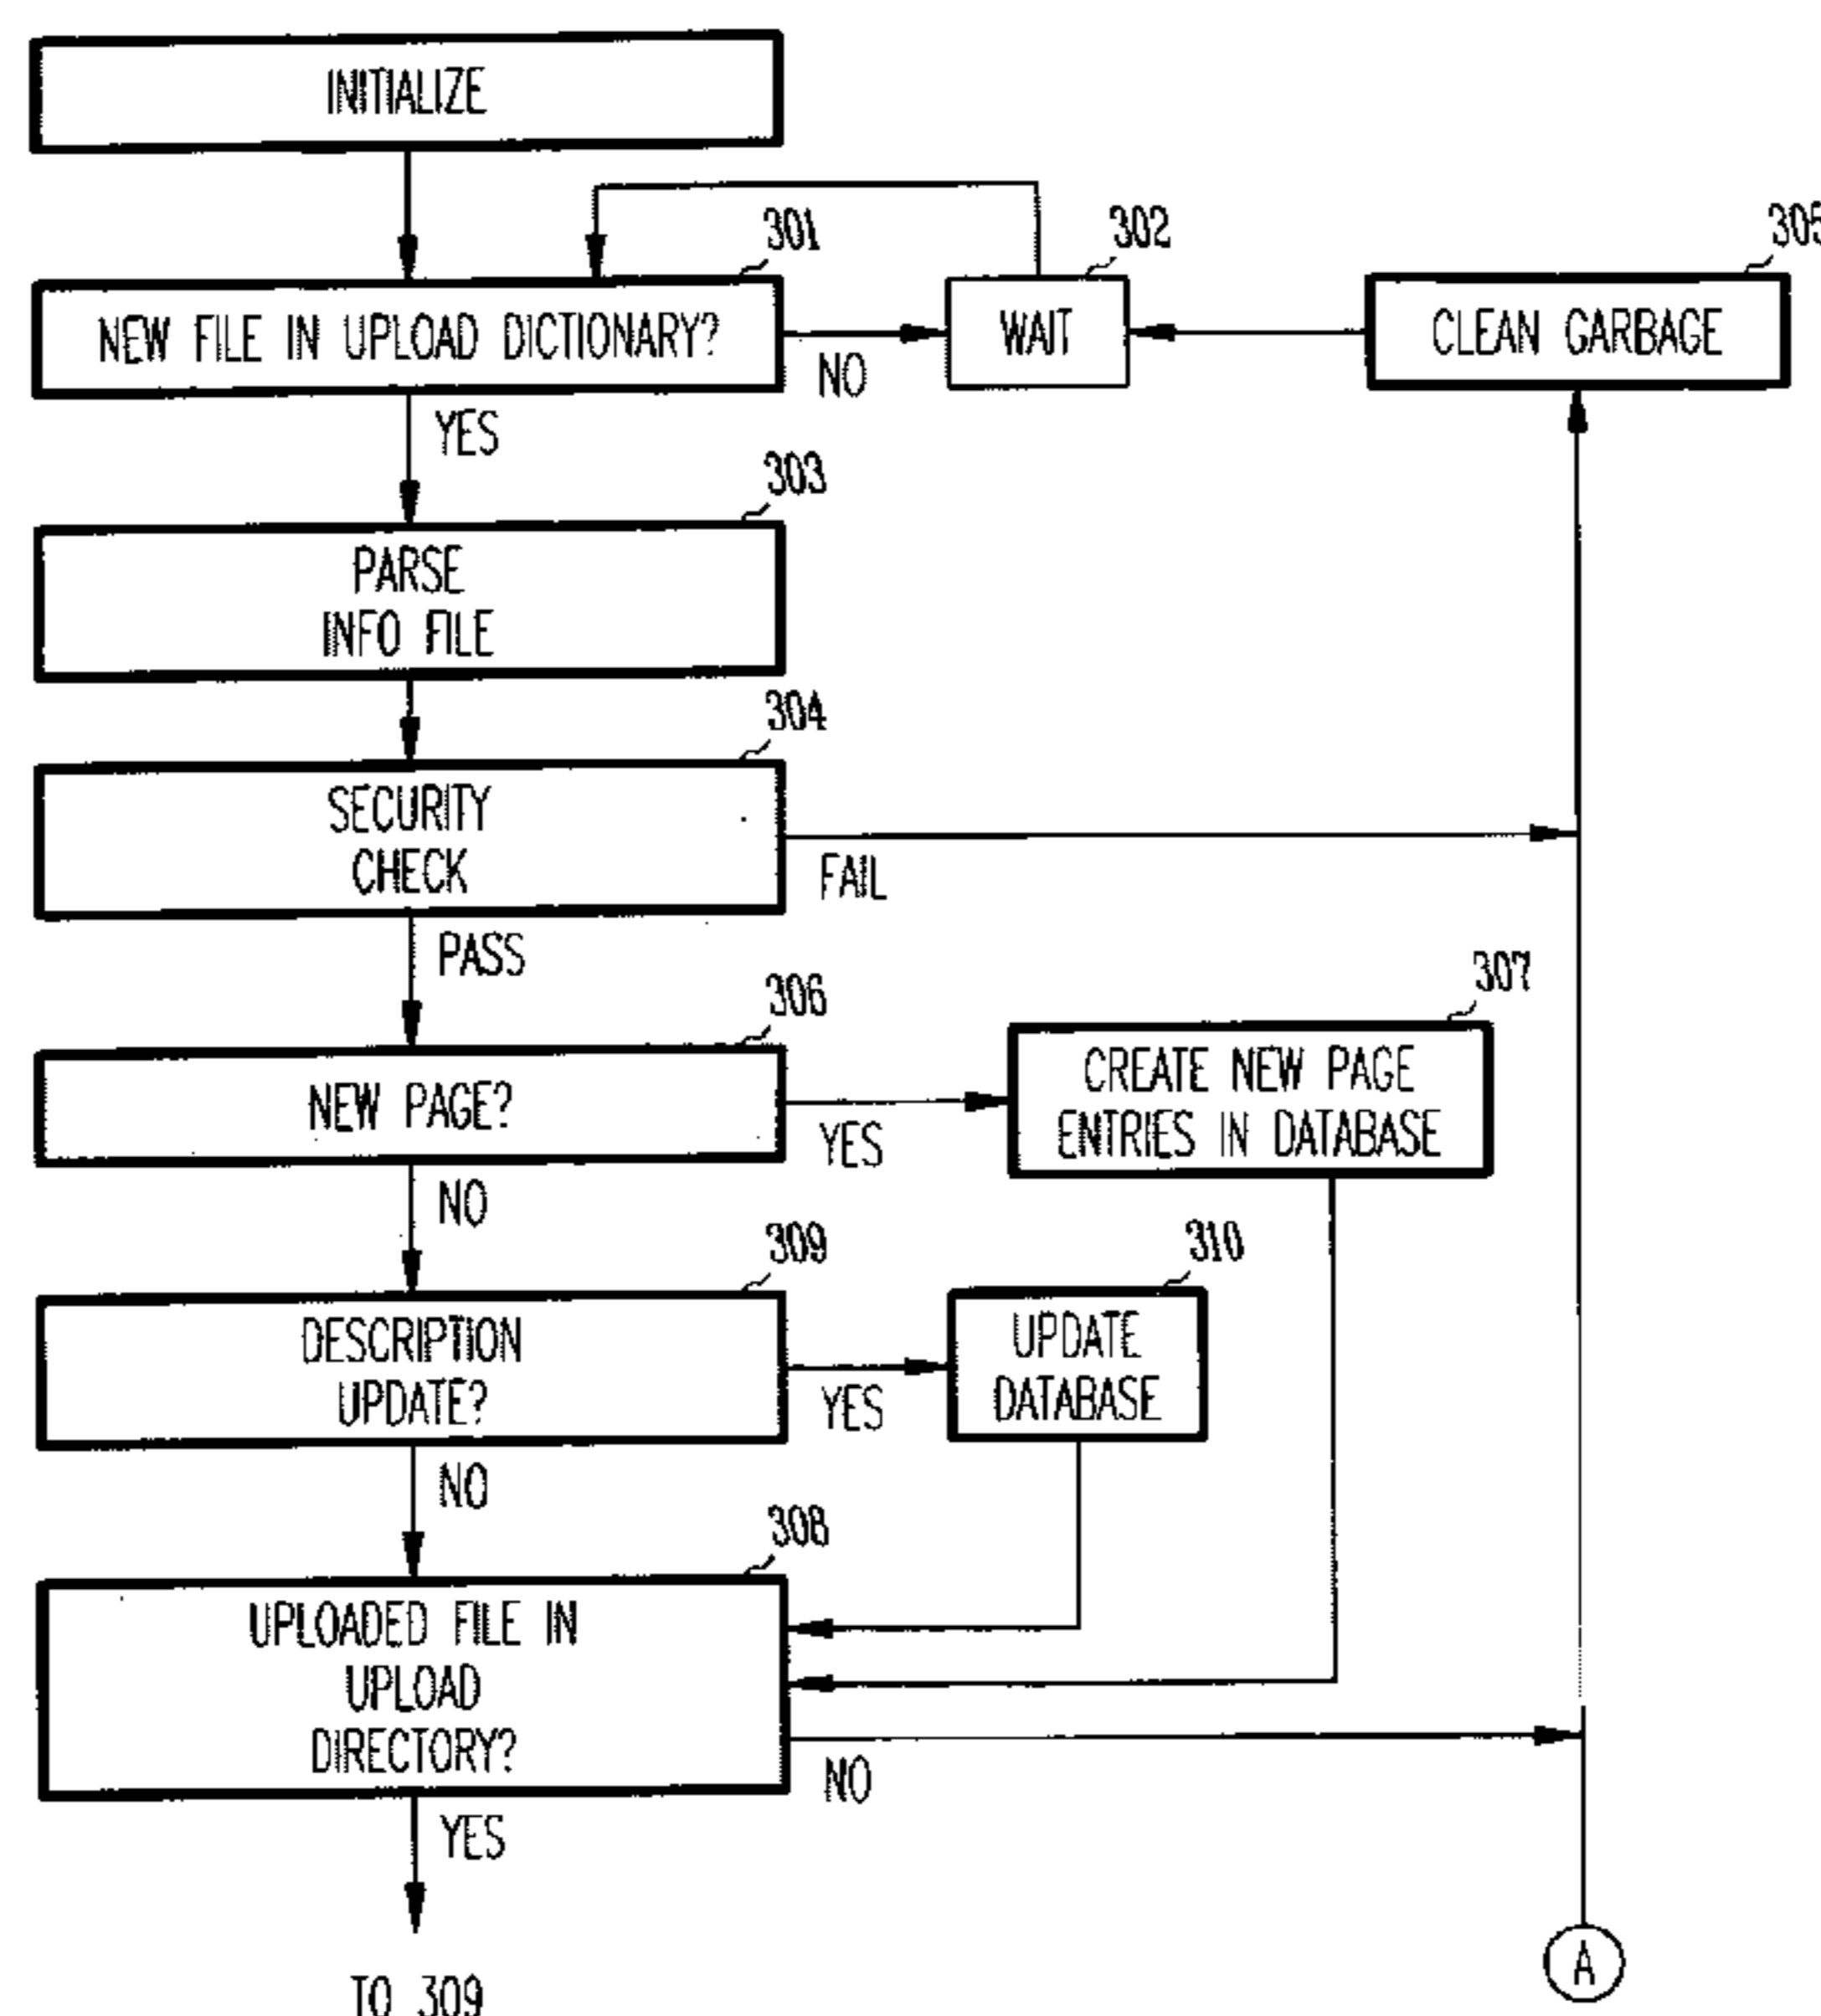 INITIALIZE
301
302
305
NEW FILE IN UPLOAD DICTIONARY?
NO
WAIT
CLEAN GARBAGE
YES
303
PARSE
INFO FILE
304
SECURITY
CHECK
FAIL
PASS
306
307
NEW PAGE?
YES
CREATE NEW PAGE
ENTRIES IN DATABASE
NO
309
310
DESCRIPTION
UPDATE?
YES
UPDATE
DATABASE
NO
308
UPLOADED FILE IN
UPLOAD
DIRECTORY?
NO
YES
TO 309
A